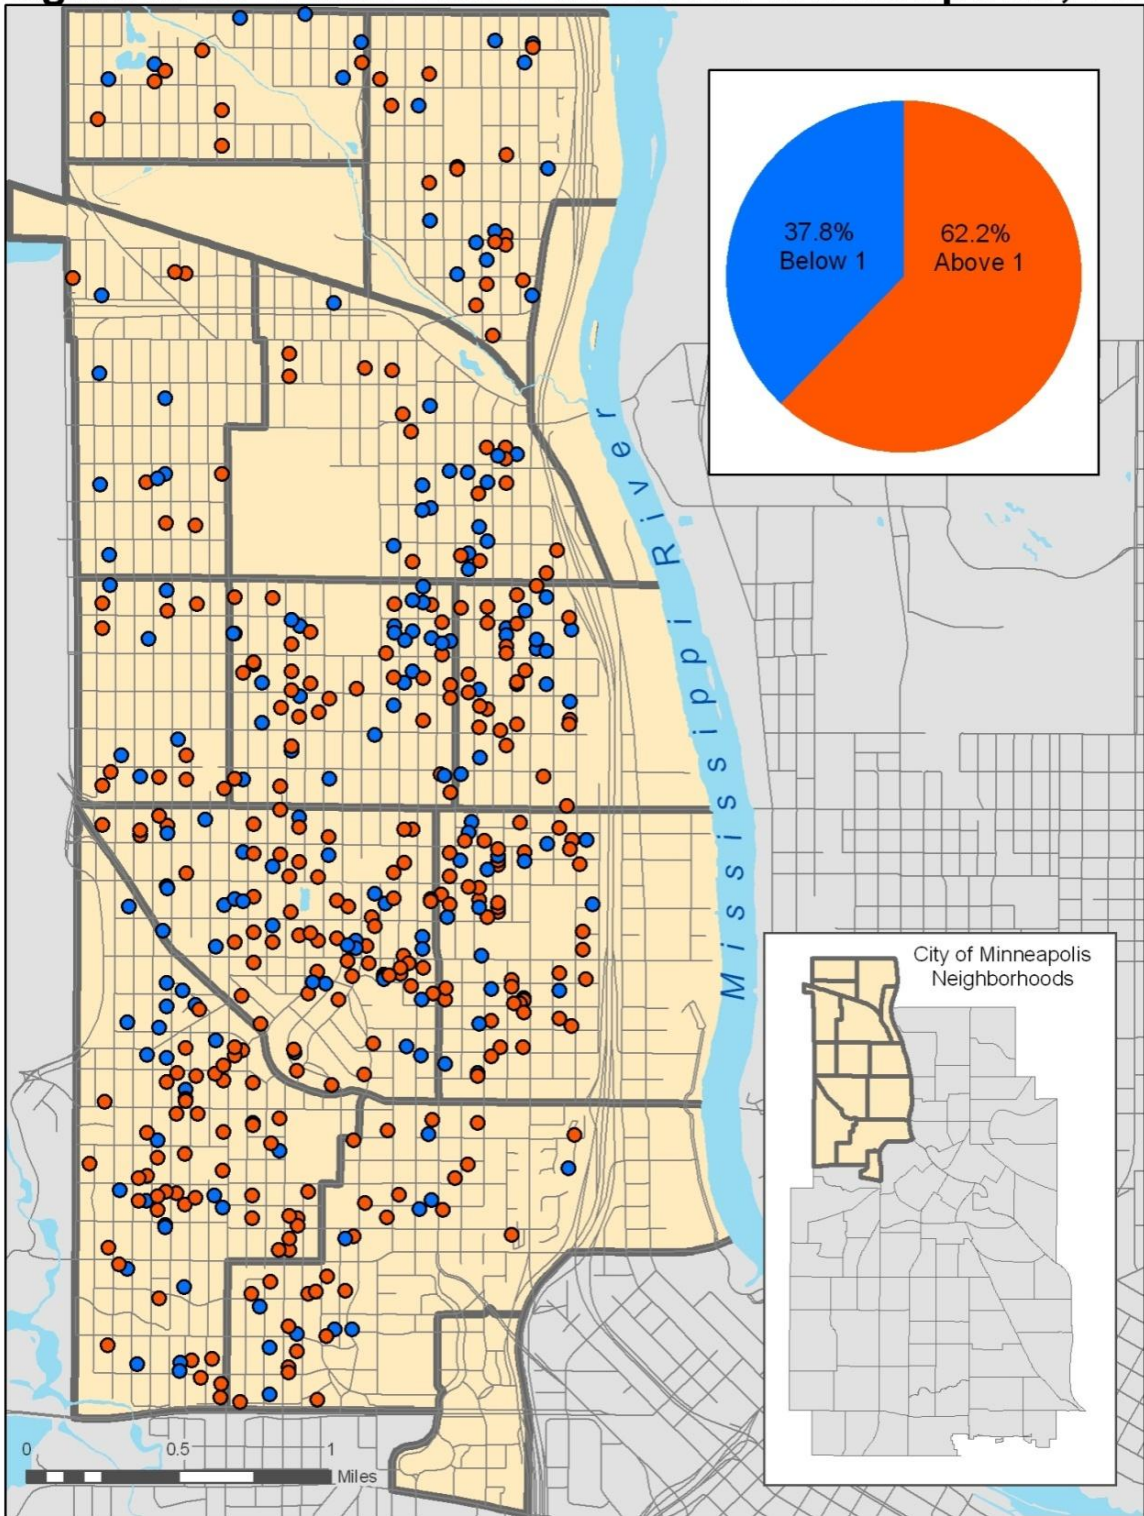 37.8%
Below 1
62.2%
Above 1
Mississippi River
City of Minneapolis
Neighborhoods
0 0.5 1
Miles